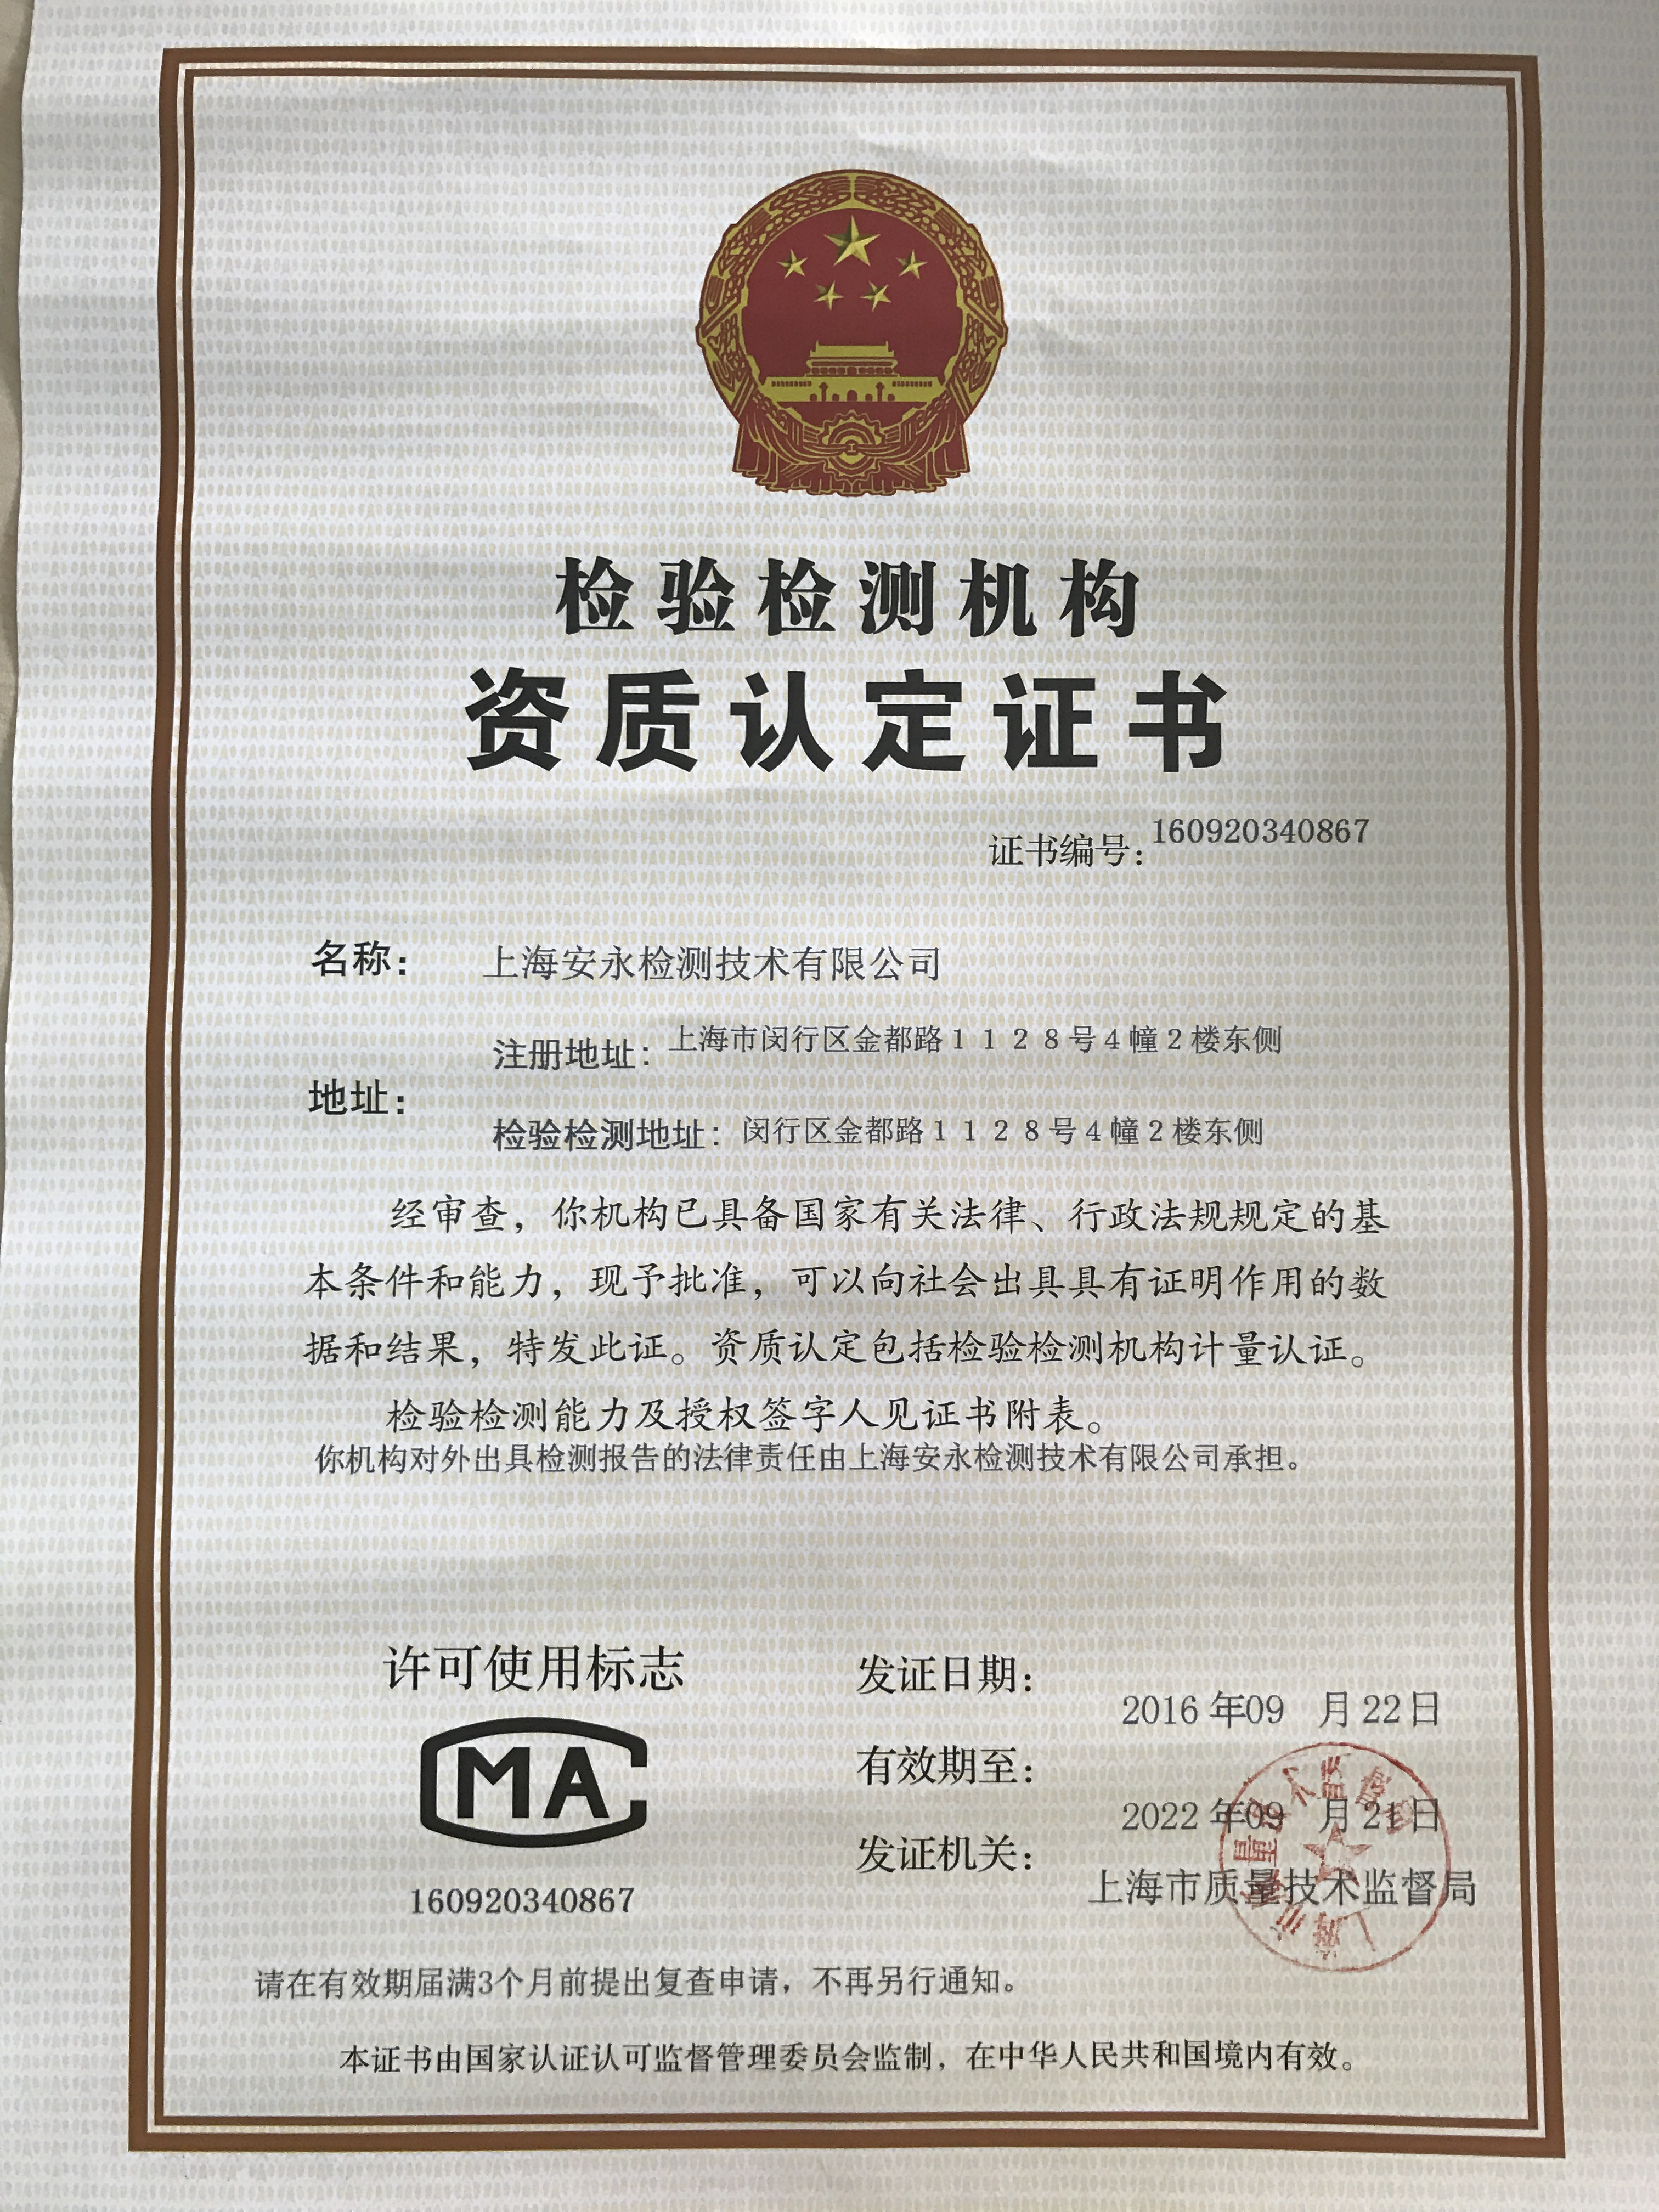 检验检测机构
资质认定证书
证书编号：160920340867
名称： 上海安永检测技术有限公司
注册地址：上海市闵行区金都路１１２８号４幢２楼东侧
地址：
检验检测地址：闵行区金都路１１２８号４幢２楼东侧
经审查，你机构已具备国家有关法律、行政法规规定的基
本条件和能力，现予批准，可以向社会出具具有证明作用的数
据和结果，特发此证。资质认定包括检验检测机构计量认证。
检验检测能力及授权签字人见证书附表。
你机构对外出具检测报告的法律责任由上海安永检测技术有限公司承担。
许可使用标志
MA
160920340867
发证日期：
2016 年09 月 22日
有效期至：
2022 年09 月 21日
发证机关：
上海市质量技术监督局
请在有效期届满3个月前提出复查申请，不再另行通知。
本证书由国家认证认可监督管理委员会监制，在中华人民共和国境内有效。